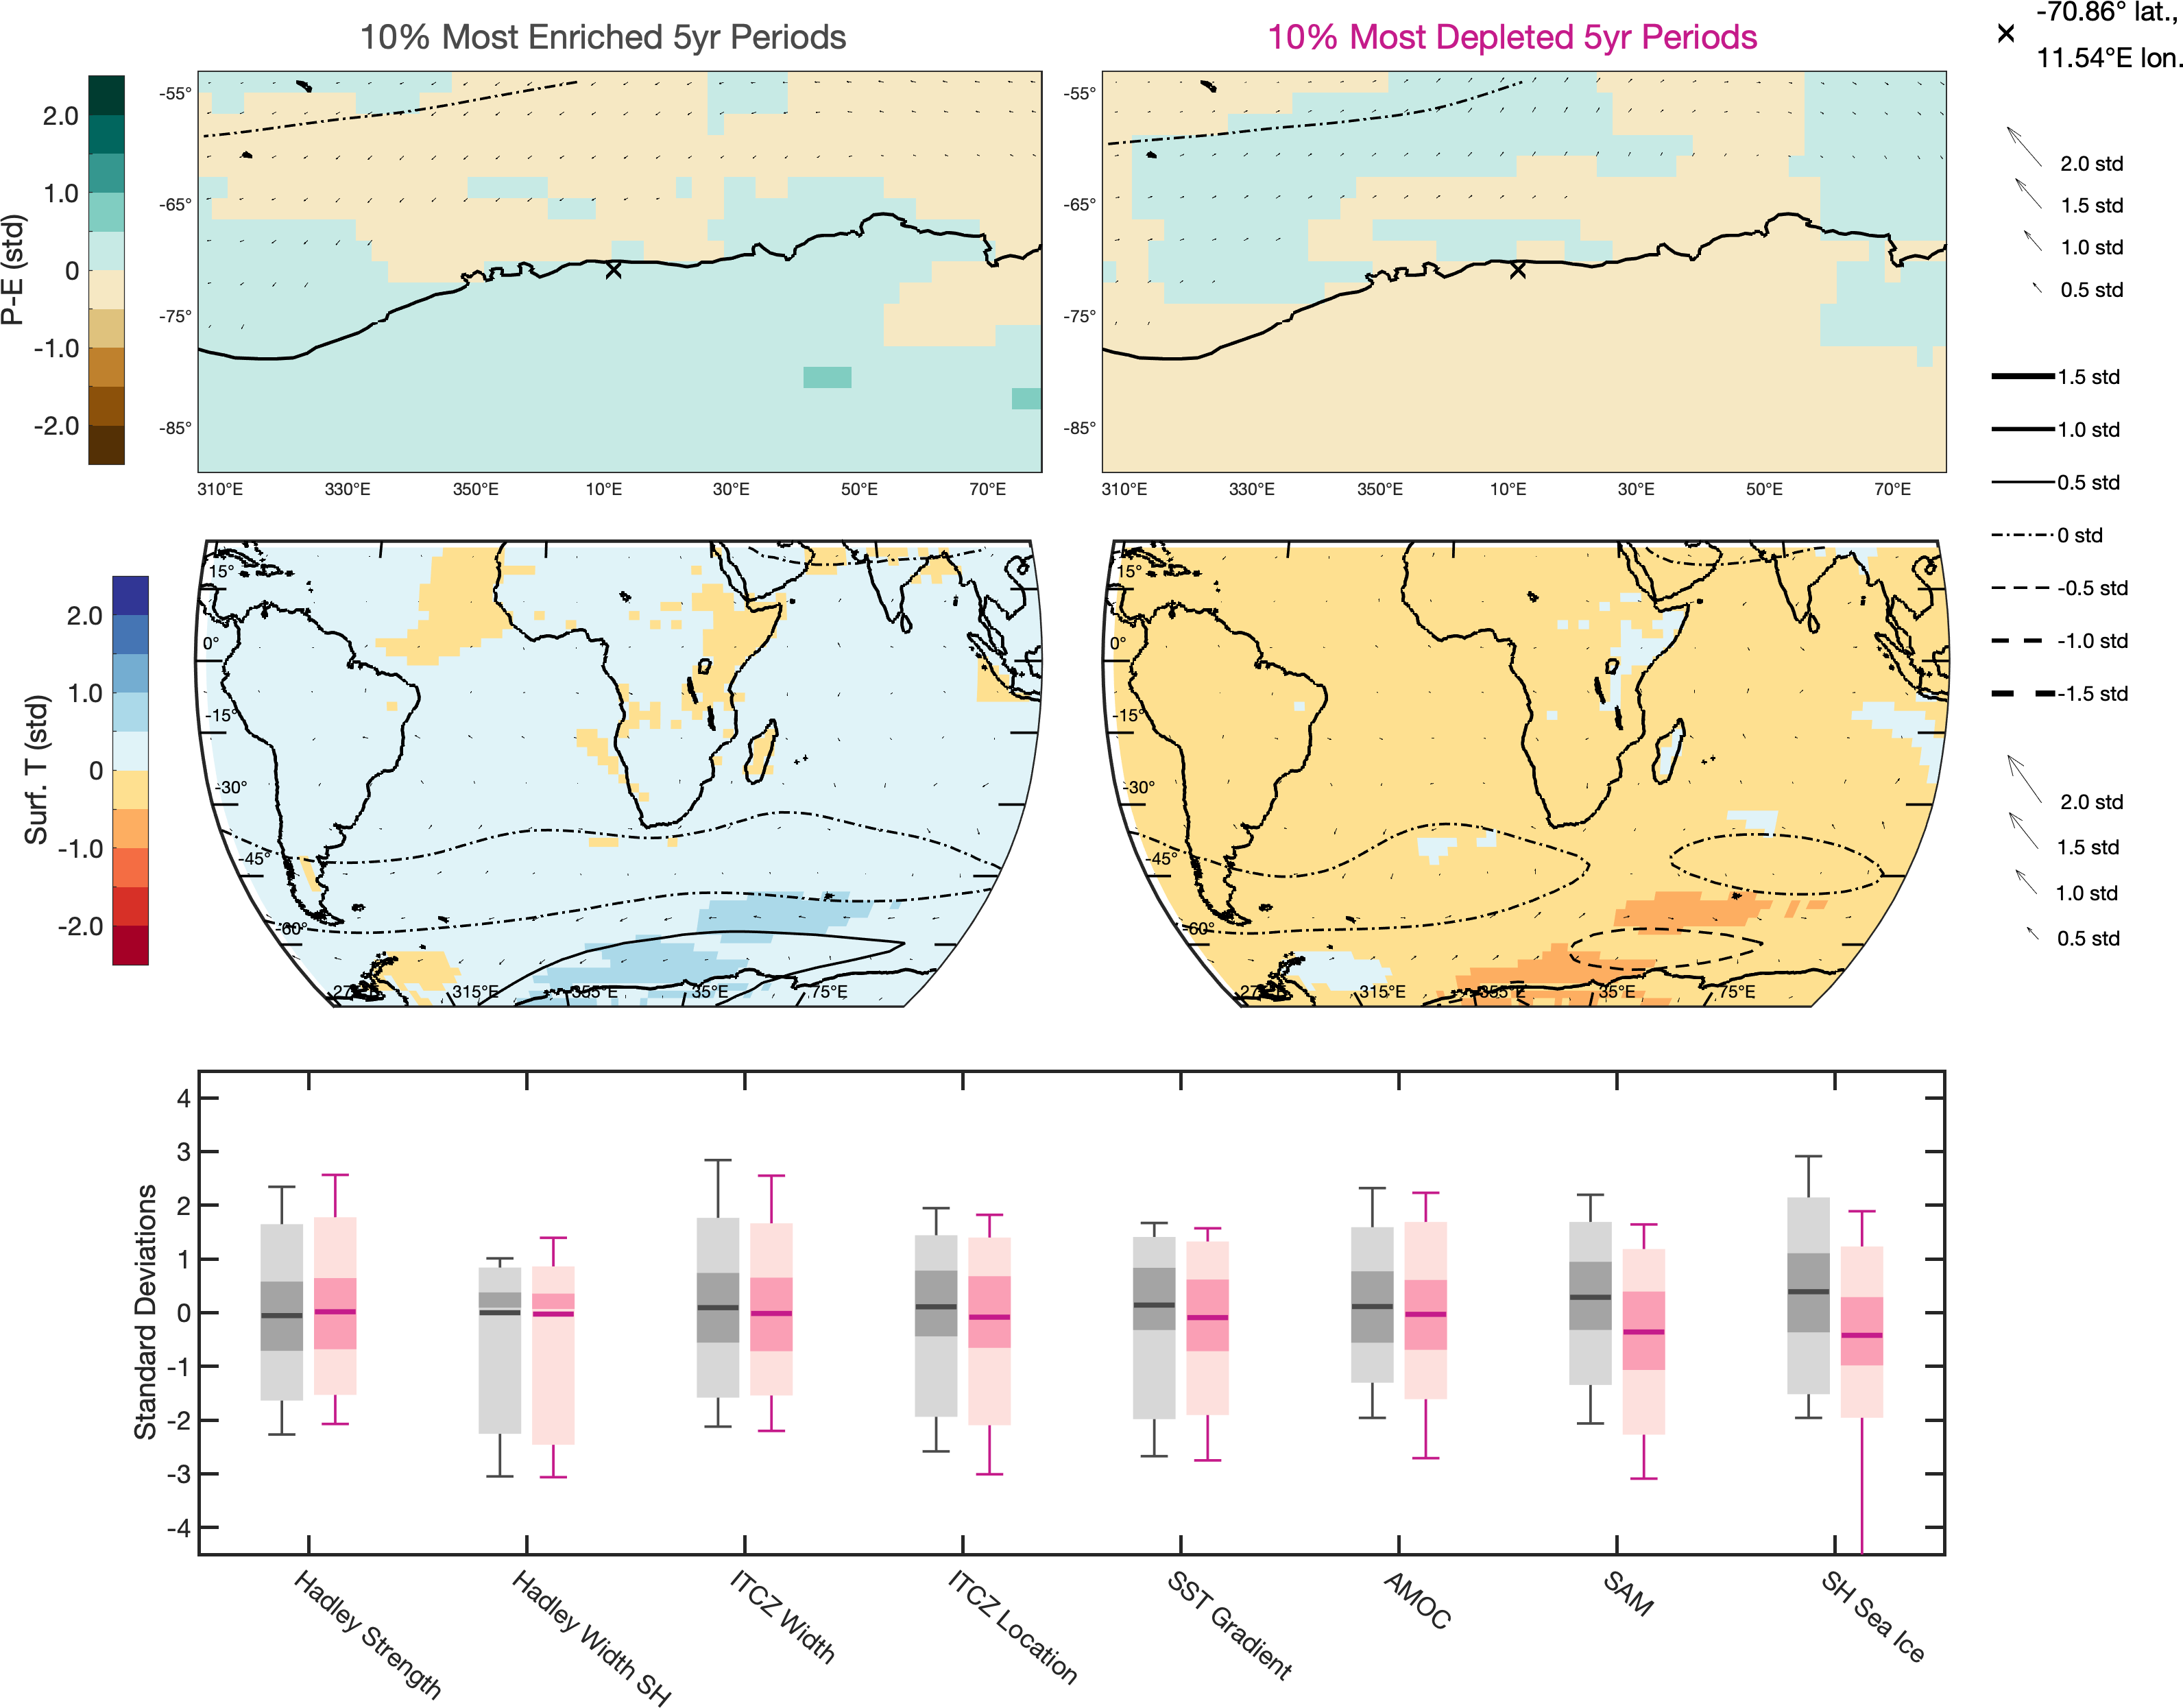 10% Most Enriched 5yr Periods
10% Most Depleted 5yr Periods
-70.86° lat.,
11.54°E lon.
P-E (std)
2.0
1.0
0
-1.0
-2.0
-55°
-65°
-75°
-85°
310°E 330°E 350°E 10°E 30°E 50°E 70°E
-55°
-65°
-75°
-85°
310°E 330°E 350°E 10°E 30°E 50°E 70°E
2.0 std
1.5 std
1.0 std
0.5 std
1.5 std
1.0 std
0.5 std
0 std
-0.5 std
-1.0 std
-1.5 std
2.0 std
1.5 std
1.0 std
0.5 std
Surf. T (std)
2.0
1.0
0
-1.0
-2.0
15°
0°
-15°
-30°
-45°
-60°
315°E 355°E 35°E 75°E
15°
0°
-15°
-30°
-45°
-60°
315°E 355°E 35°E 75°E
Standard Deviations
4
3
2
1
0
-1
-2
-3
-4
Hadley Strength
Hadley Width SH
ITCZ Width
ITCZ Location
SST Gradient
AMOC
SAM
SH Sea Ice